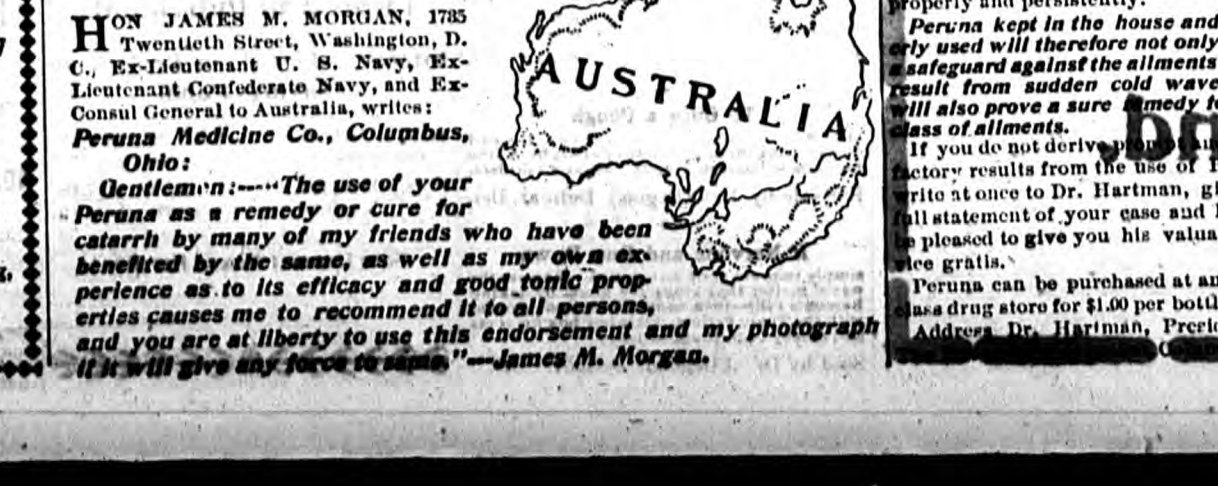 HON JAMES M. MORGAN, 1785
Twentieth Street, Washington, D.
C., Ex-Lieutenant U. S. Navy, Ex-
Lieutenant Confederate Navy, and Ex-
Consul General to Australia, writes:
Peruna Medicine Co., Columbus,
Ohio:
Gentlemen:---"The use of your
Peruna as a remedy or cure for
catarrh by many of my friends who have been
benefited by the same, as well as my own ex-
perience as to its efficacy and good tonic prop-
erties causes me to recommend it to all persons,
and you are at liberty to use this endorsement and my photograph
if it will give any force to same."---James M. Morgan.
AUSTRALIA
properly and persistently.
Peruna kept in the house and
erly used will therefore not only
a safeguard against the ailments
result from sudden cold wave
will also prove a sure remedy
class of ailments.
If you do not derive
factory results from the use of
write at once to Dr. Hartman, gi
full statement of your case and
be pleased to give you his valua
vice gratis.
Peruna can be purchased at an
class drug store for $1.00 per bottl
Address Dr. Hartman,